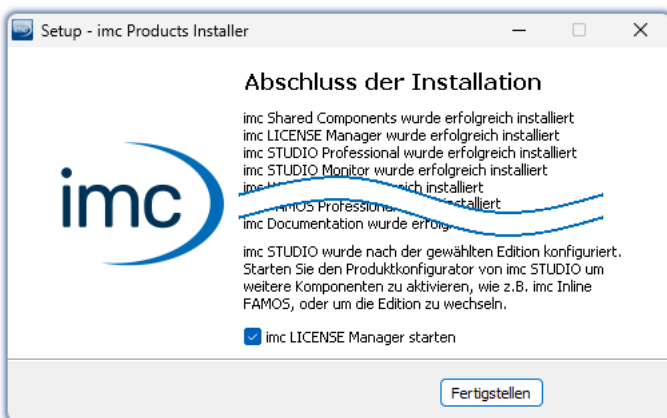 Setup - imc Products Installer
Abschluss der Installation
imc Shared Components wurde erfolgreich installiert
imc LICENSE Manager wurde erfolgreich installiert
imc STUDIO Professional wurde erfolgreich installiert
imc STUDIO Monitor wurde erfolgreich installiert
imc installiert
FAMOS Professional installiert
imc Documentation wurde
imc
imc STUDIO wurde nach der gewählten Edition konfiguriert.
Starten Sie den Produktkonfigurator von imc STUDIO um
weitere Komponenten zu aktivieren, wie z.B. imc Inline
FAMOS, oder um die Edition zu wechseln.
imc LICENSE Manager starten
Fertigstellen